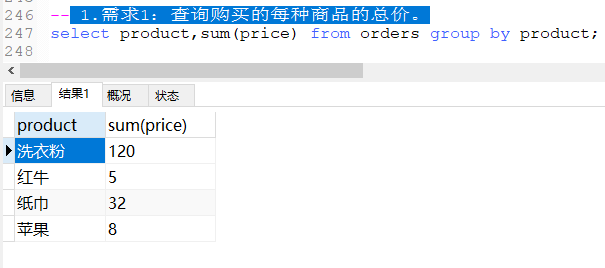 246 -- 1.需求1：查询购买的每种商品的总价。
247 select product,sum(price) from orders group by product;
248
信息 结果1 概况 状态
product sum(price)
洗衣粉 120
红牛 5
纸巾 32
苹果 8